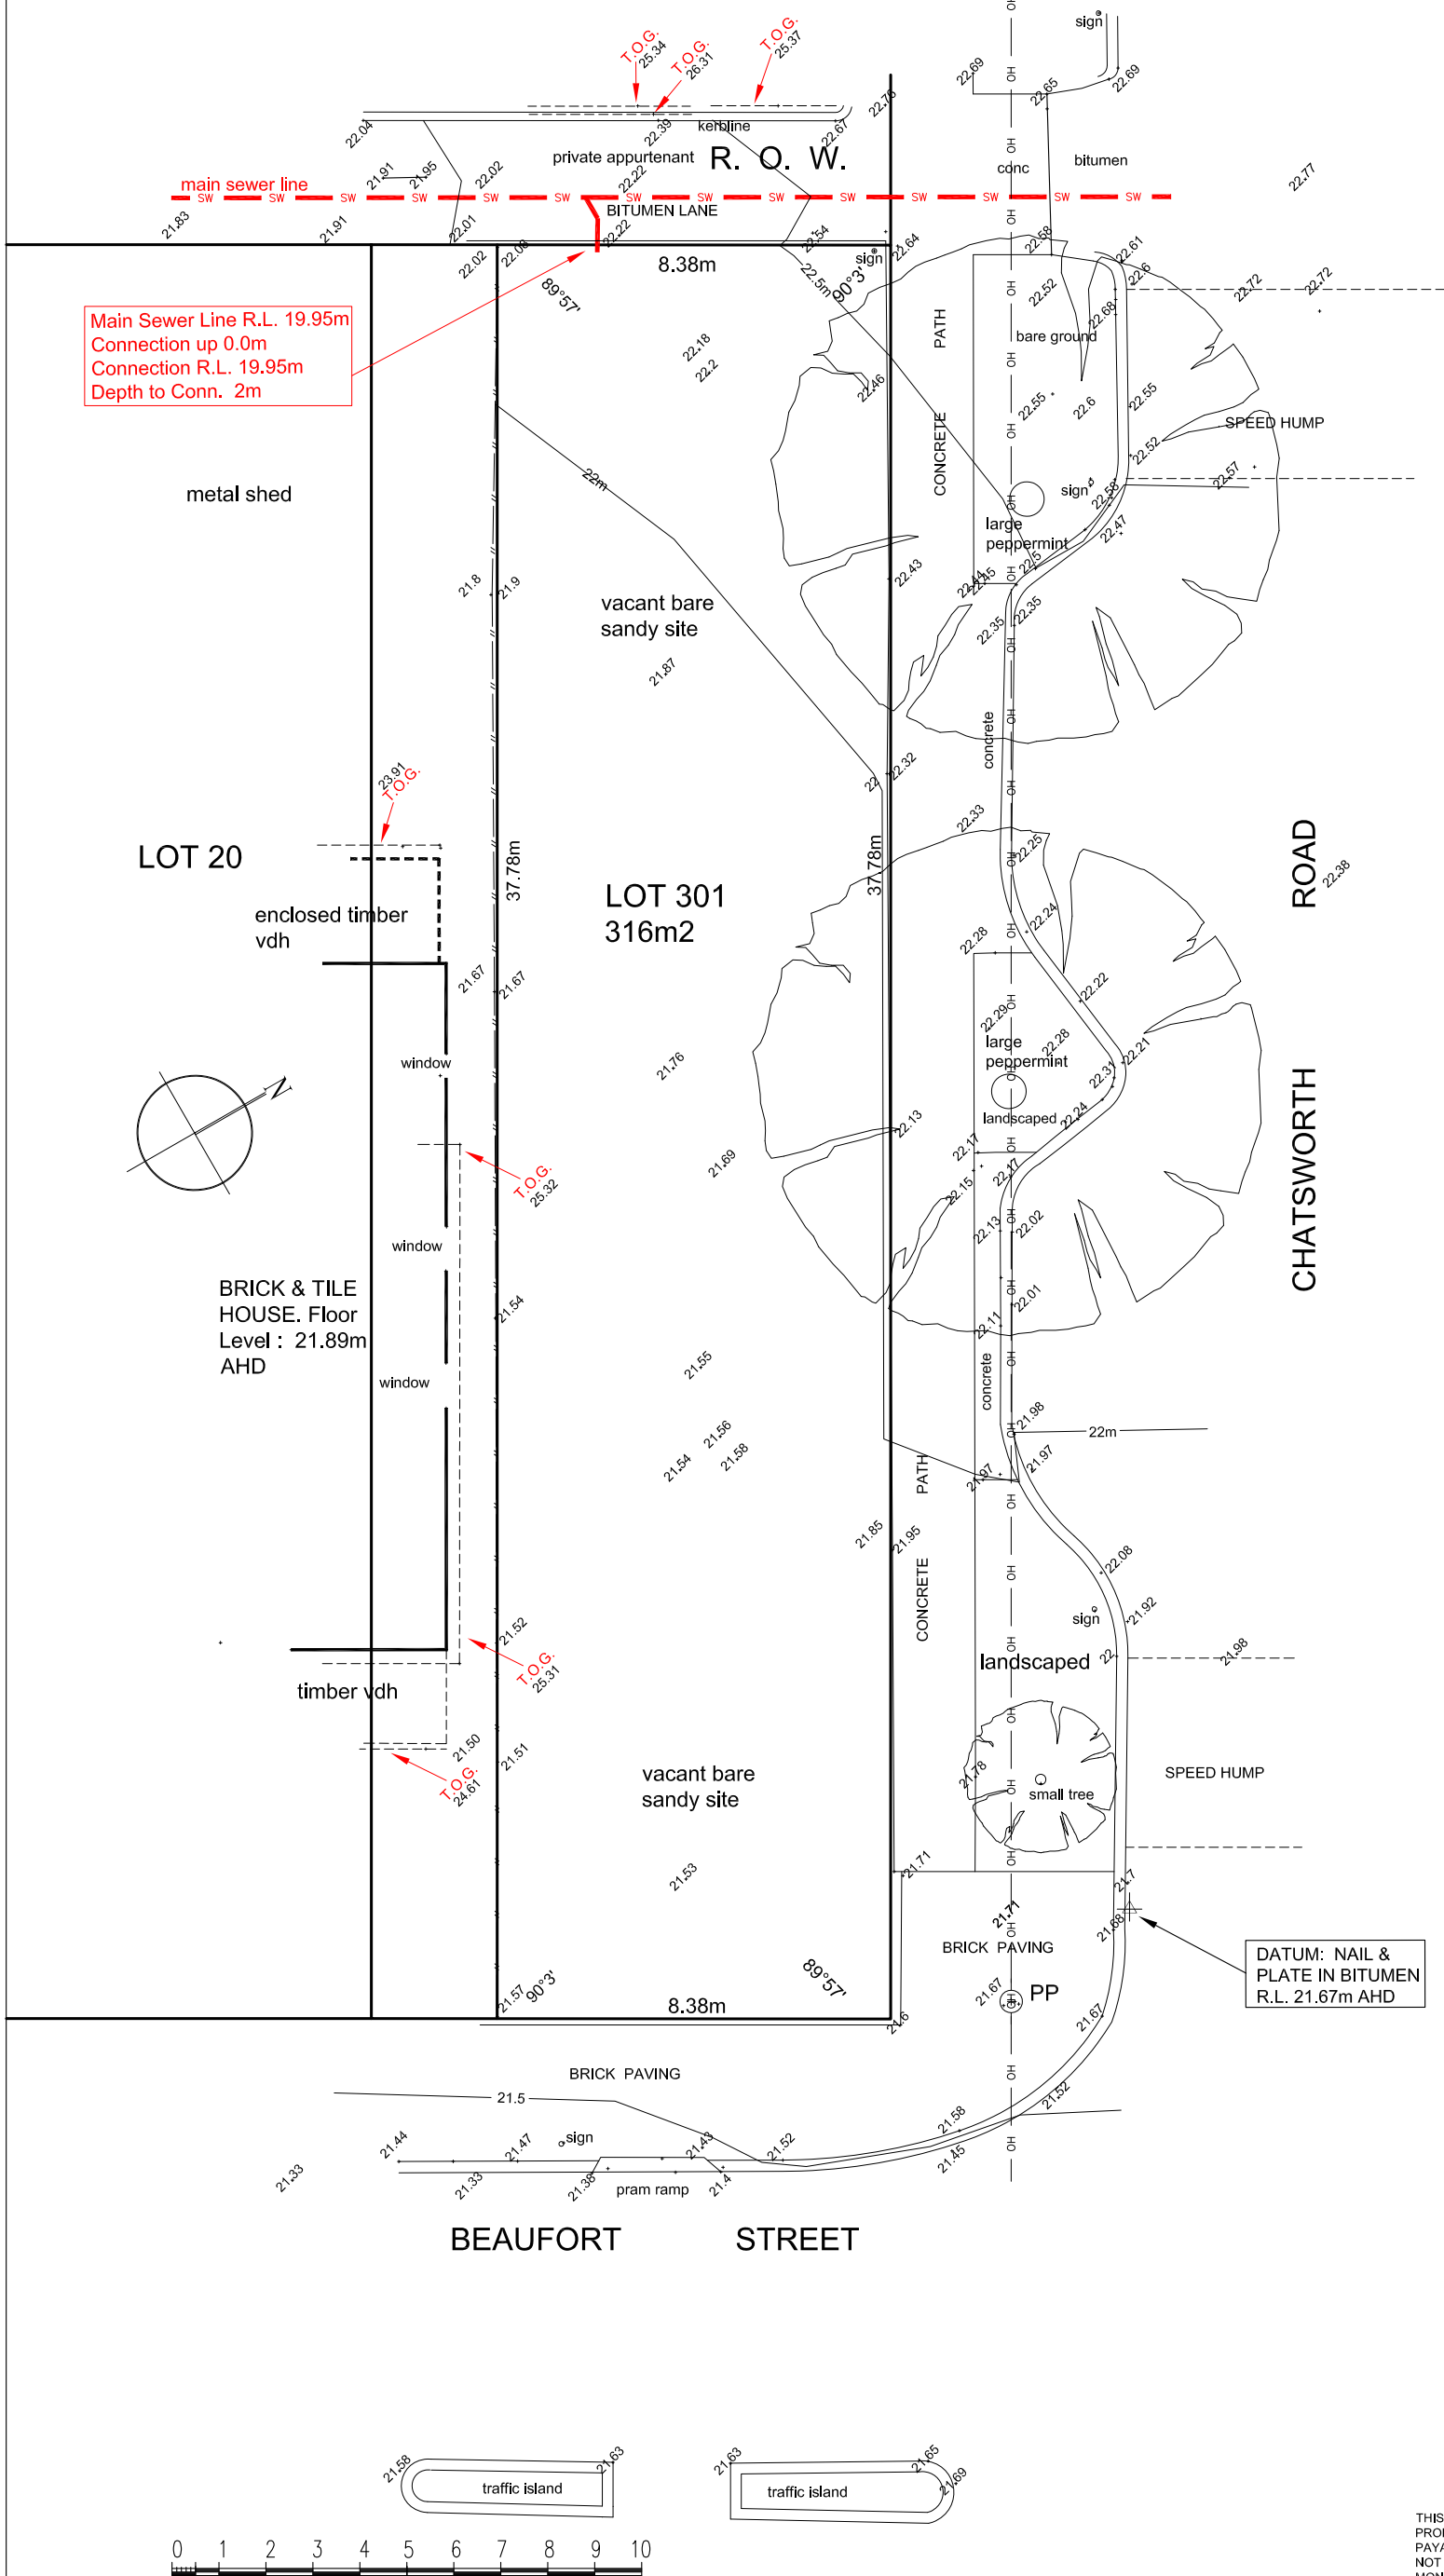 sign
T.O.G.
25.34
T.O.G.
26.31
T.O.G.
25.37
22.69
22.65
22.69
22.76
22.04
22.39
kerbline
22.67
private appurtenant R. O. W.
conc
bitumen
22.77
21.91
21.95
22.02
22.22
main sewer line
SW SW SW SW SW SW SW SW SW SW SW SW SW SW
BITUMEN LANE
21.83
21.91
22.01
22.22
22.54
22.64
22.58
22.61
22.02
22.08
8.38m
sign
22.5m
90°3'
89°57'
22.6
22.52
22.68
22.72
22.72
Main Sewer Line R.L. 19.95m
Connection up 0.0m
Connection R.L. 19.95m
Depth to Conn. 2m
PATH
bare ground
22.18
22.2
22.46
22.55
22.6
22.55
CONCRETE
SPEED HUMP
22.52
22.57
22m
metal shed
sign
22.58
large
peppermint
22.47
22.5
22.43
22.44
22.45
21.8
21.9
vacant bare
sandy site
22.35
22.35
21.87
concrete
22
22.32
23.91
T.O.G.
22.33
22.25
LOT 20
37.78m
37.78m
ROAD
22.38
LOT 301
316m2
enclosed timber
vdh
22.24
22.28
21.67
21.67
22.22
22.29
large
peppermint
22.28
22.21
window
21.76
22.31
N
landscaped
22.24
CHATSWORTH
22.13
22.17
22.17
21.69
T.O.G.
25.32
22.15
22.13
22.02
window
BRICK & TILE
HOUSE. Floor
Level : 21.89m
AHD
21.54
22.01
22.11
21.55
window
concrete
21.98
22m
21.56
21.58
21.54
21.97
21.97
PATH
21.85
21.95
CONCRETE
22.08
sign
21.92
21.52
T.O.G.
25.31
landscaped
22
21.98
timber vdh
21.50
21.51
T.O.G.
24.61
vacant bare
sandy site
21.78
small tree
SPEED HUMP
21.53
21.71
21.7
21.71
21.68
BRICK PAVING
DATUM: NAIL &
PLATE IN BITUMEN
R.L. 21.67m AHD
21.57
90°3'
8.38m
89°57'
21.67
PP
21.6
21.67
BRICK PAVING
21.5
21.52
21.44
21.47
sign
21.43
21.52
21.58
21.45
21.33
21.33
21.38
pram ramp
21.4
BEAUFORT STREET
21.58
traffic island
21.63
21.63
traffic island
21.65
21.69
0 1 2 3 4 5 6 7 8 9 10
THIS
NOT